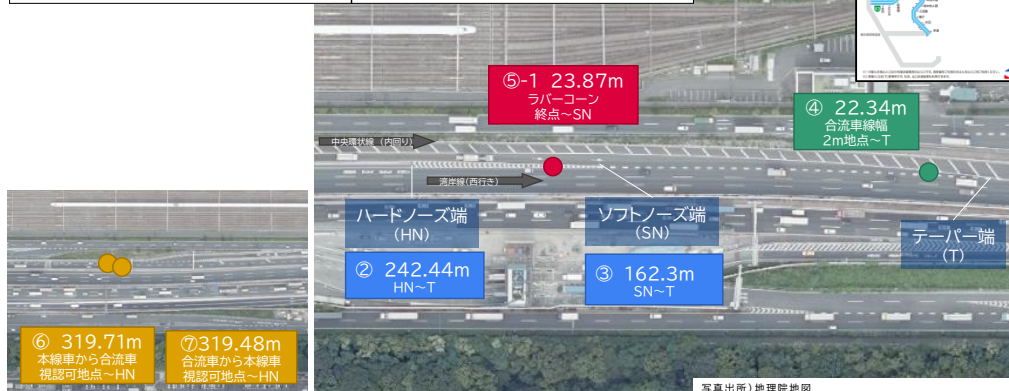 ⑤-1 23.87m
ラバーコーン
終点～SN
④ 22.34m
合流車線幅
2m地点～T
中央環状線（内回り）
湾岸線(西行き)
ハードノーズ端
(HN)
ソフトノーズ端
(SN)
テーパー端
(T)
② 242.44m
HN～T
③ 162.3m
SN～T
⑥ 319.71m
本線車から合流車
視認可地点～HN
⑦319.48m
合流車から本線車
視認可地点～HN
写真出所）地理院地図